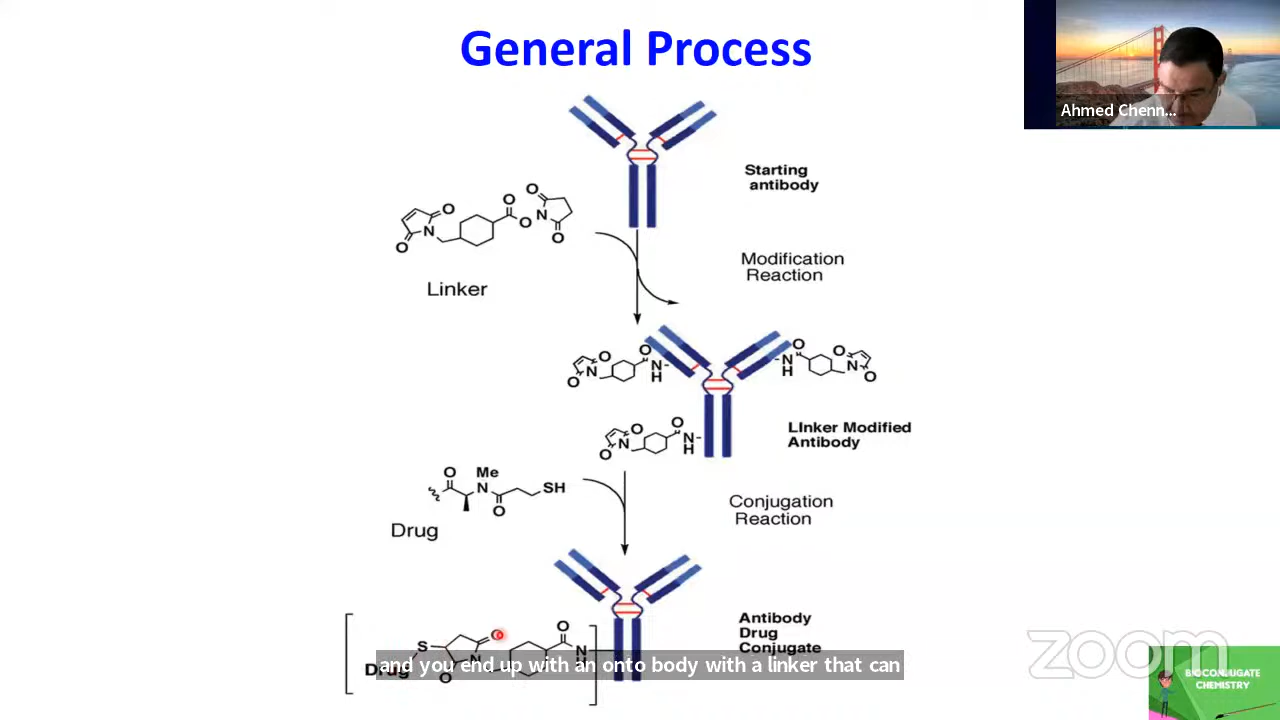 General Process
Ahmed Chenn...
Starting
antibody
Linker
Modification
Reaction
LInker Modified
Antibody
Me
SH
Drug
Conjugation
Reaction
Antibody
Drug
Conjugate
Drug
and you end up with an onto body with a linker that can
zoom
BIOCONJUGATE
CHEMISTRY